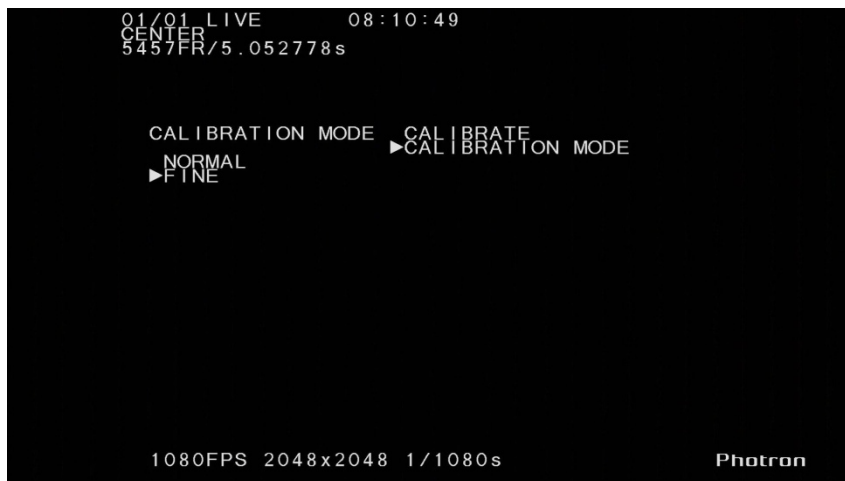 01/01 LIVE 08:10:49
CENTER
5457FR/5.052778s
CALIBRATION MODE CALIBRATE
▶CALIBRATION MODE
NORMAL
▶FINE
1080FPS 2048x2048 1/1080s Photron